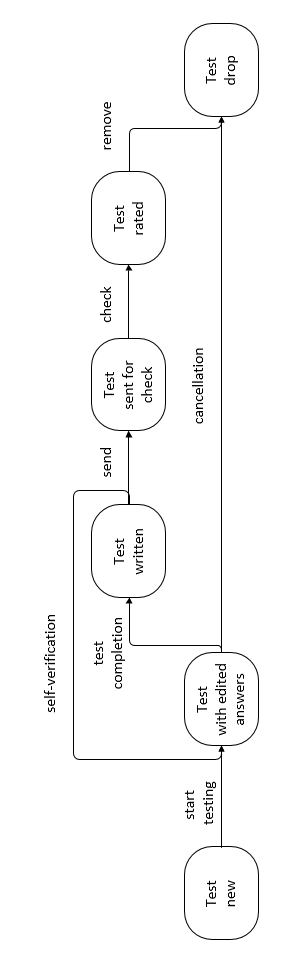 Test
new
start
testing
Test
with edited
answers
self-verification
test
completion
Test
written
send
Test
sent for
check
check
Test
rated
remove
cancellation
Test
drop